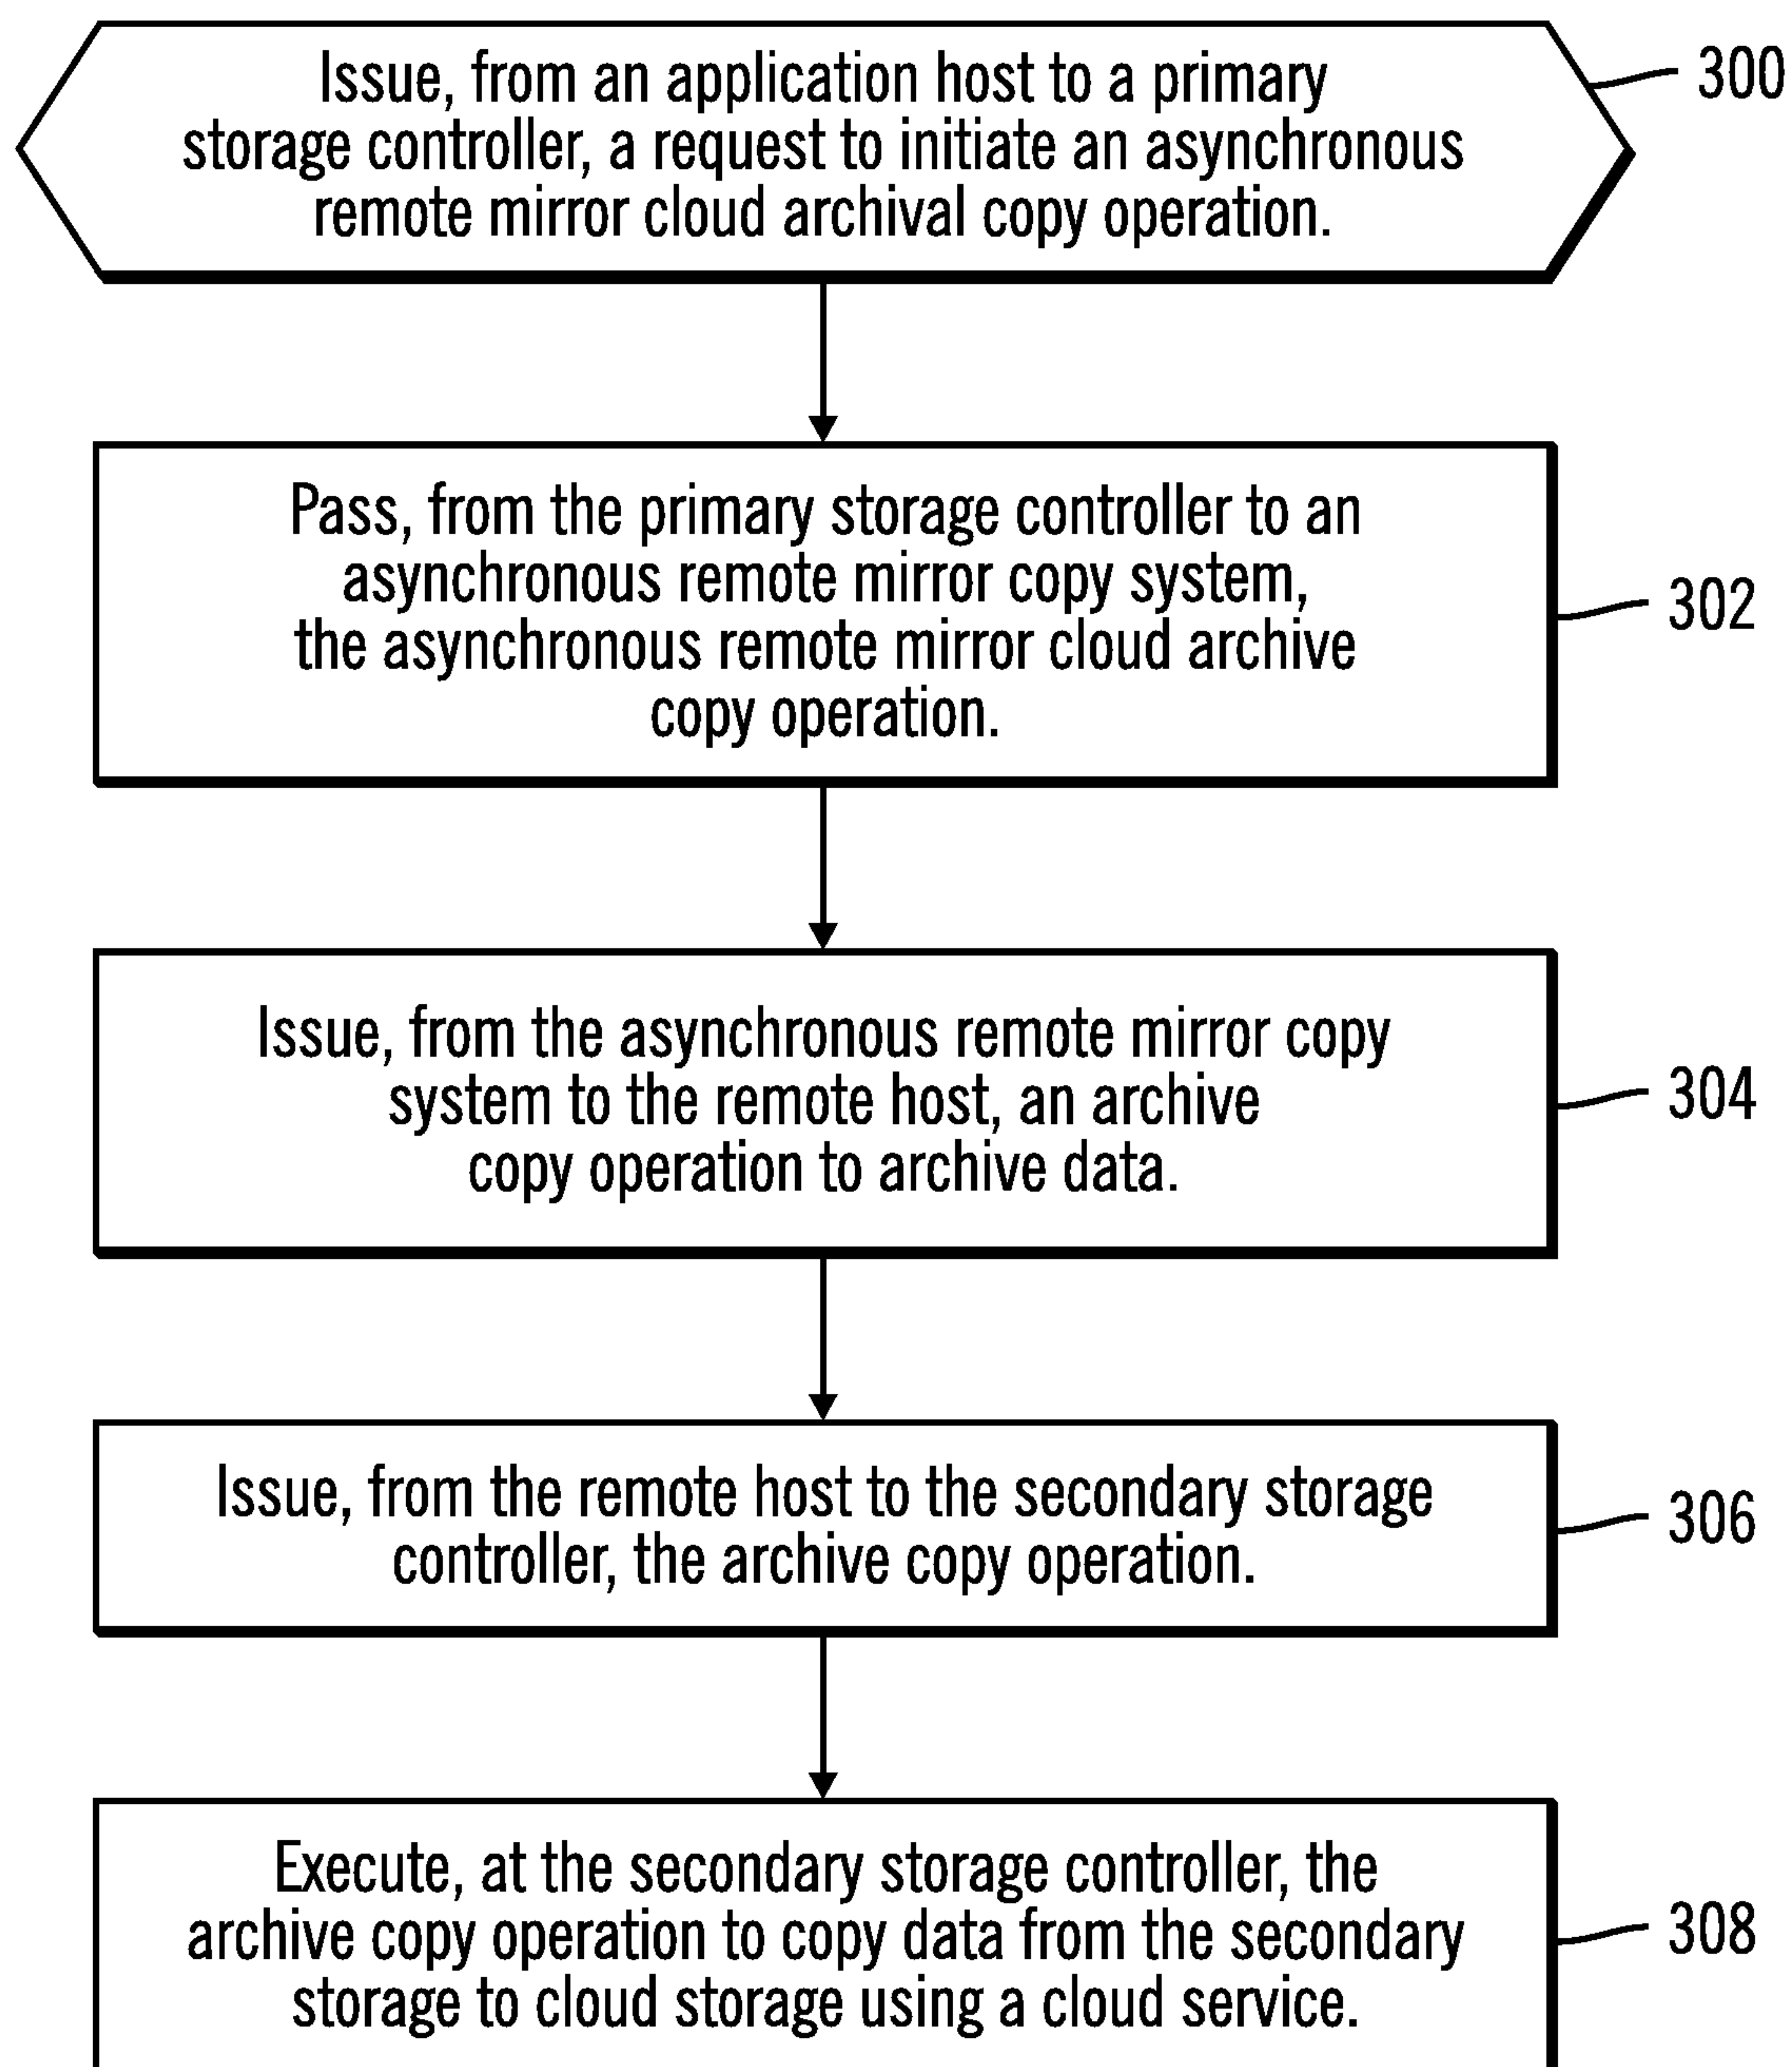 Issue, from an application host to a primary
storage controller, a request to initiate an asynchronous
remote mirror cloud archival copy operation.
300
Pass, from the primary storage controller to an
asynchronous remote mirror copy system,
the asynchronous remote mirror cloud archive
copy operation.
302
Issue, from the asynchronous remote mirror copy
system to the remote host, an archive
copy operation to archive data.
304
Issue, from the remote host to the secondary storage
controller, the archive copy operation.
306
Execute, at the secondary storage controller, the
archive copy operation to copy data from the secondary
storage to cloud storage using a cloud service.
308